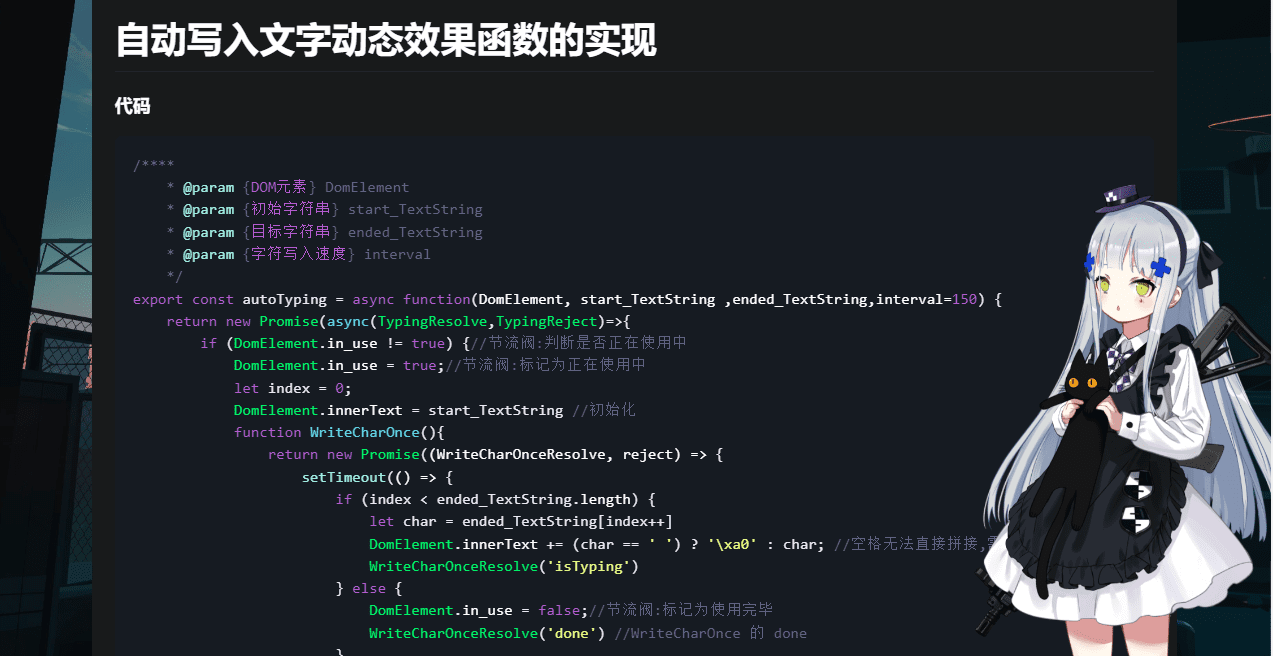 自动写入文字动态效果函数的实现
代码
/****
* @param {DOM元素} DomElement
* @param {初始字符串} start_TextString
* @param {目标字符串} ended_TextString
* @param {字符写入速度} interval
*/
export const autoTyping = async function(DomElement, start_TextString ,ended_TextString,interval=150) {
return new Promise(async(TypingResolve,TypingReject)=>{
if (DomElement.in_use != true) {//节流阀:判断是否正在使用中
DomElement.in_use = true;//节流阀:标记为正在使用中
let index = 0;
DomElement.innerText = start_TextString //初始化
function WriteCharOnce(){
return new Promise((WriteCharOnceResolve, reject) => {
setTimeout(() => {
if (index < ended_TextString.length) {
let char = ended_TextString[index++]
DomElement.innerText += (char == ' ') ? '\xa0' : char; //空格无法直接拼接,
WriteCharOnceResolve('isTyping')
} else {
DomElement.in_use = false;//节流阀:标记为使用完毕
WriteCharOnceResolve('done') //WriteCharOnce 的 done
}